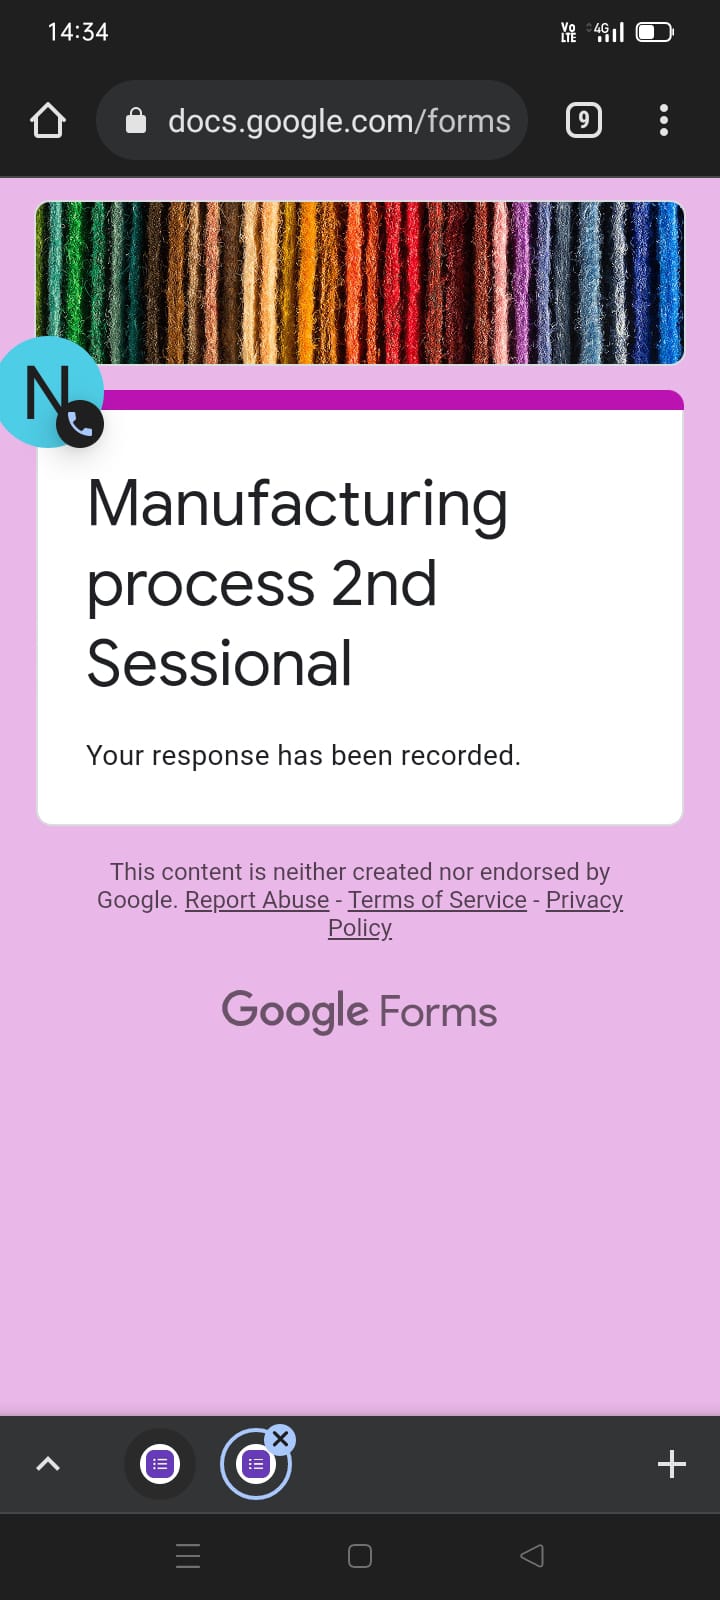 14:34
Vo LTE 4G
docs.google.com/forms
9
N
Manufacturing
process 2nd
Sessional
Your response has been recorded.
This content is neither created nor endorsed by
Google. Report Abuse - Terms of Service - Privacy
Policy
Google Forms